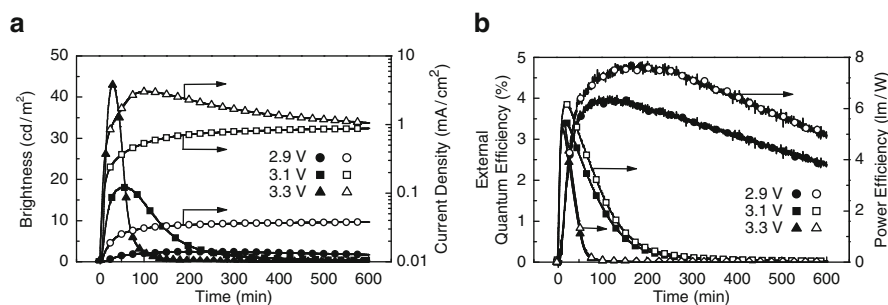 a
50
40
30
20
10
0
Brightness (cd/m²)
10
1
0.1
0.01
Current Density (mA/cm²)
2.9 V
3.1 V
3.3 V
0 100 200 300 400 500 600
Time (min)
b
5
4
3
2
1
0
External
Quantum Efficiency (%)
8
6
4
2
0
Power Efficiency (lm/W)
2.9 V
3.1 V
3.3 V
0 100 200 300 400 500 600
Time (min)